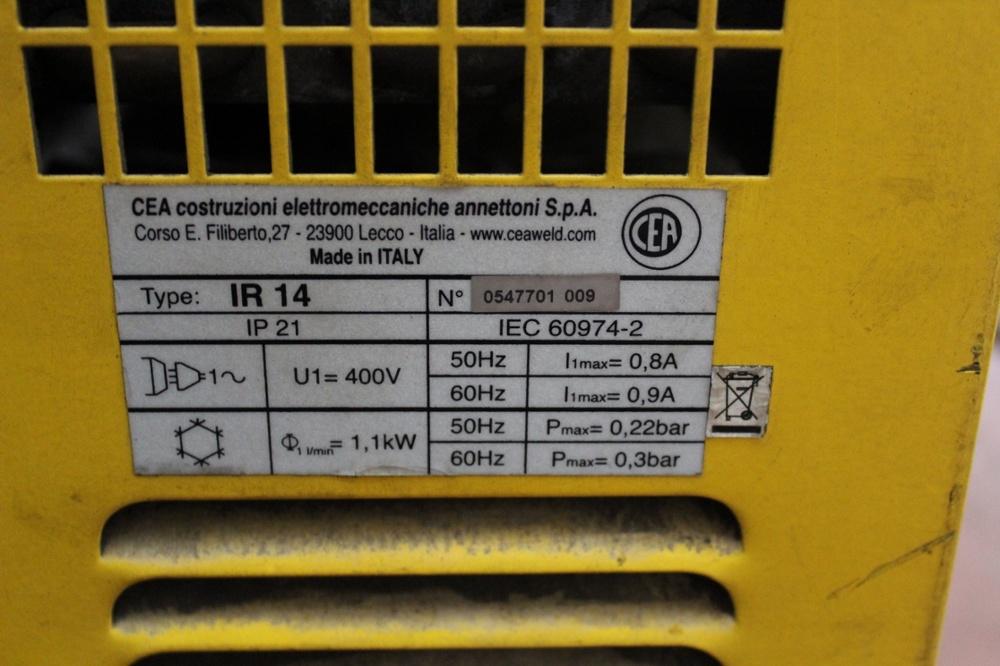 CEA costruzioni elettromeccaniche annettoni S.p.A.
Corso E. Filiberto,27 - 23900 Lecco - Italia - www.ceaweld.com
Made in ITALY
CEA
Type: IR 14 N° 0547701 009
IP 21 IEC 60974-2
1~ U1= 400V 50Hz I1max= 0,8A
60Hz I1max= 0,9A
Φ1 l/min= 1,1kW 50Hz Pmax= 0,22bar
60Hz Pmax= 0,3bar